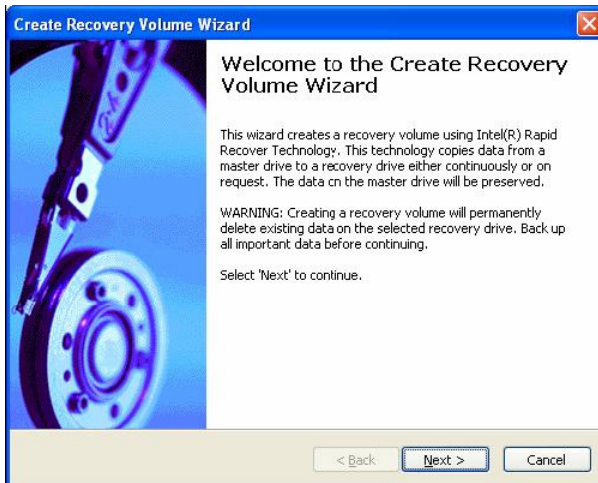 Create Recovery Volume Wizard
Welcome to the Create Recovery
Volume Wizard
This wizard creates a recovery volume using Intel(R) Rapid
Recover Technology. This technology copies data from a
master drive to a recovery drive either continuously or on
request. The data on the master drive will be preserved.
WARNING: Creating a recovery volume will permanently
delete existing data on the selected recovery drive. Back up
all important data before continuing.
Select 'Next' to continue.
< Back Next > Cancel